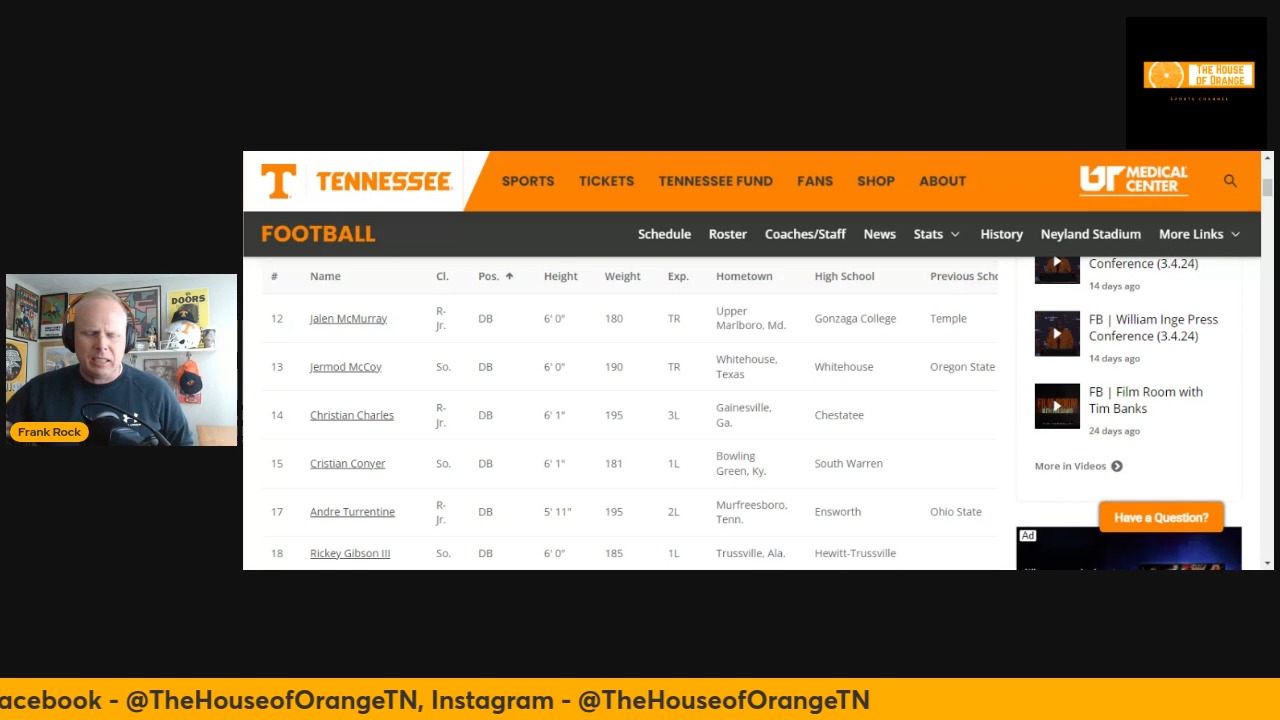 THE HOUSE
OF ORANGE
SPORTS CHANNEL
T TENNESSEE
SPORTS TICKETS TENNESSEE FUND FANS SHOP ABOUT
UT MEDICAL
CENTER
FOOTBALL
Schedule Roster Coaches/Staff News Stats History Neyland Stadium More Links
# Name Cl. Pos. Height Weight Exp. Hometown High School Previous Scho
12 Jalen McMurray R-Jr. DB 6' 0" 180 TR Upper Marlboro, Md. Gonzaga College Temple
13 Jermod McCoy So. DB 6' 0" 190 TR Whitehouse, Texas Whitehouse Oregon State
14 Christian Charles R-Jr. DB 6' 1" 195 3L Gainesville, Ga. Chestatee
15 Cristian Conyer So. DB 6' 1" 181 1L Bowling Green, Ky. South Warren
17 Andre Turrentine R-Jr. DB 5' 11" 195 2L Murfreesboro, Tenn. Ensworth Ohio State
18 Rickey Gibson III So. DB 6' 0" 185 1L Trussville, Ala. Hewitt-Trussville
Conference (3.4.24)
14 days ago
FB | William Inge Press
Conference (3.4.24)
14 days ago
FB | Film Room with
Tim Banks
24 days ago
More in Videos
Have a Question?
Ad
DOORS
Frank Rock
acebook - @TheHouseofOrangeTN, Instagram - @TheHouseofOrangeTN